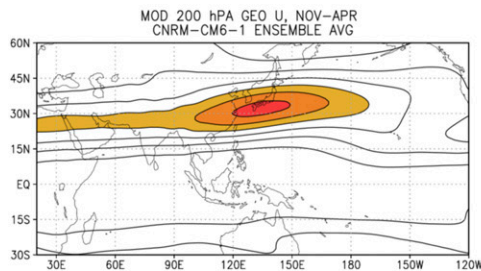 MOD 200 hPA GEO U, NOV-APR
CNRM-CM6-1 ENSEMBLE AVG
60N
45N
30N
15N
EQ
15S
30S
30E 60E 90E 120E 150E 180 150W 120W